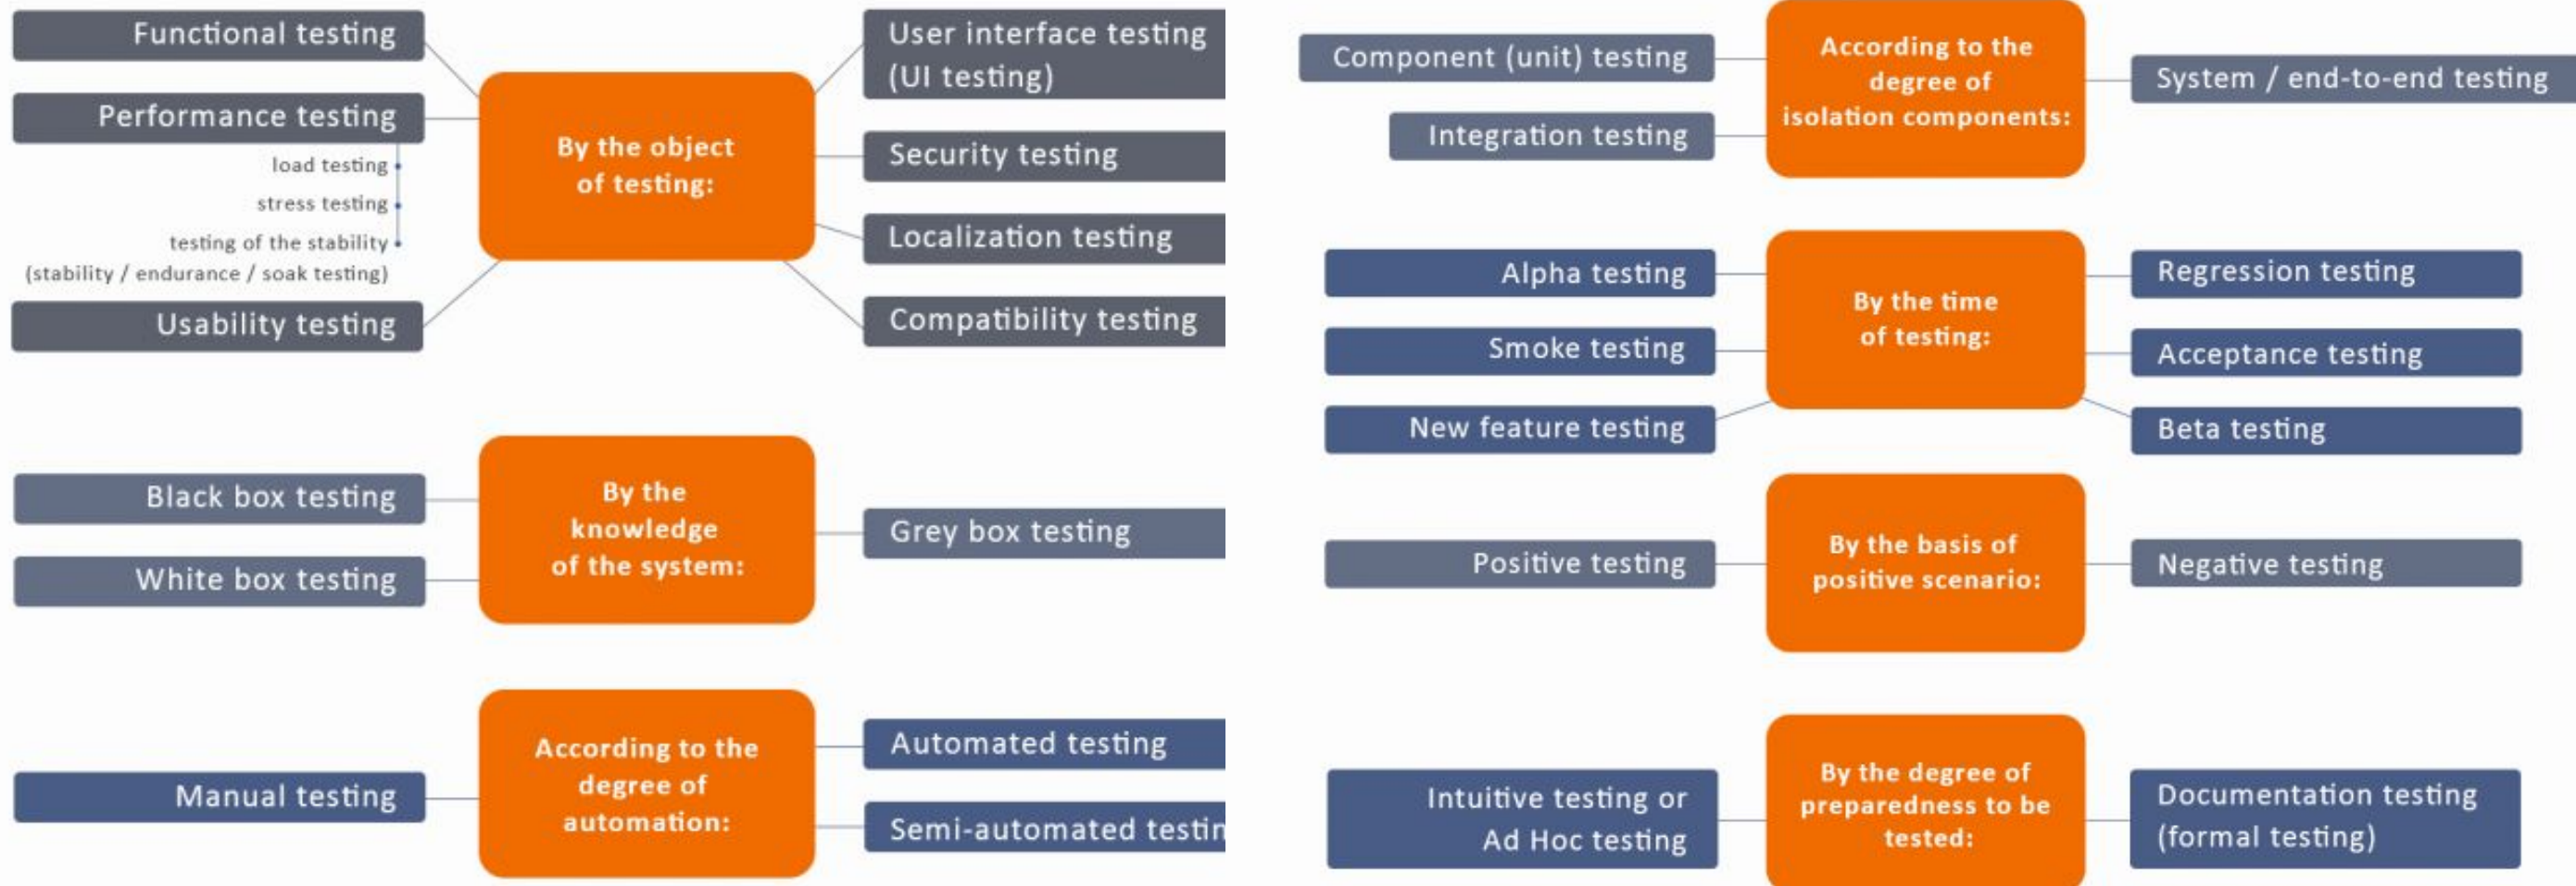 Functional testing
Performance testing
load testing
stress testing
testing of the stability
(stability / endurance / soak testing)
Usability testing
By the object
of testing:
User interface testing
(UI testing)
Security testing
Localization testing
Compatibility testing
Black box testing
White box testing
By the
knowledge
of the system:
Grey box testing
Manual testing
According to the
degree of
automation:
Automated testing
Semi-automated testin
Component (unit) testing
Integration testing
According to the
degree of
isolation components:
System / end-to-end testing
Alpha testing
Smoke testing
New feature testing
By the time
of testing:
Regression testing
Acceptance testing
Beta testing
Positive testing
By the basis of
positive scenario:
Negative testing
Intuitive testing or
Ad Hoc testing
By the degree of
preparedness to be
tested:
Documentation testing
(formal testing)